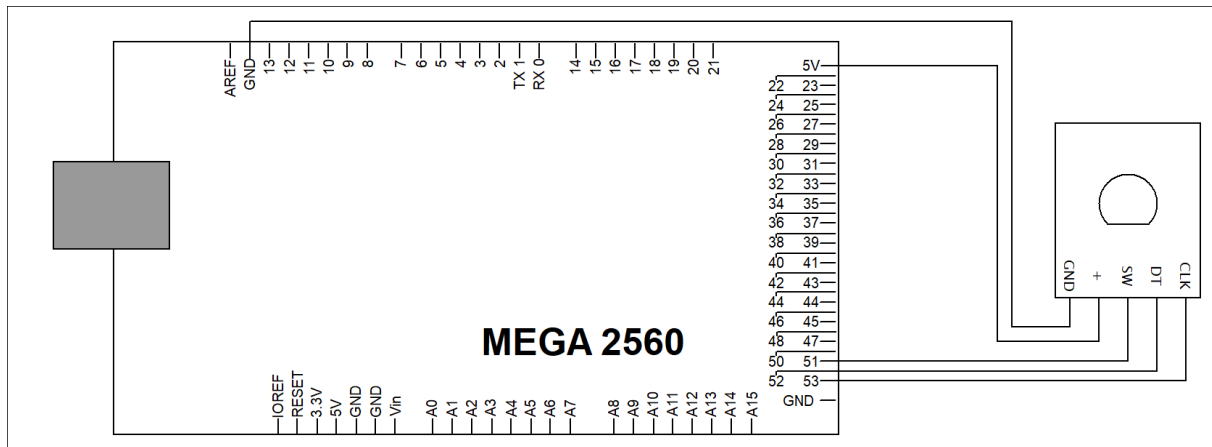 AREF GND 13 12 11 10 9 8 7 6 5 4 3 2 TX 1 RX 0 14 15 16 17 18 19 20 21
5V
22 23
24 25
26 27
28 29
30 31
32 33
34 35
36 37
38 39
40 41
42 43
44 44
46 45
48 47
50 51
52 53
GND
GND + SW DT CLK
MEGA 2560
IOREF RESET 3.3V 5V GND GND Vin A0 A1 A2 A3 A4 A5 A6 A7 A8 A9 A10 A11 A12 A13 A14 A15